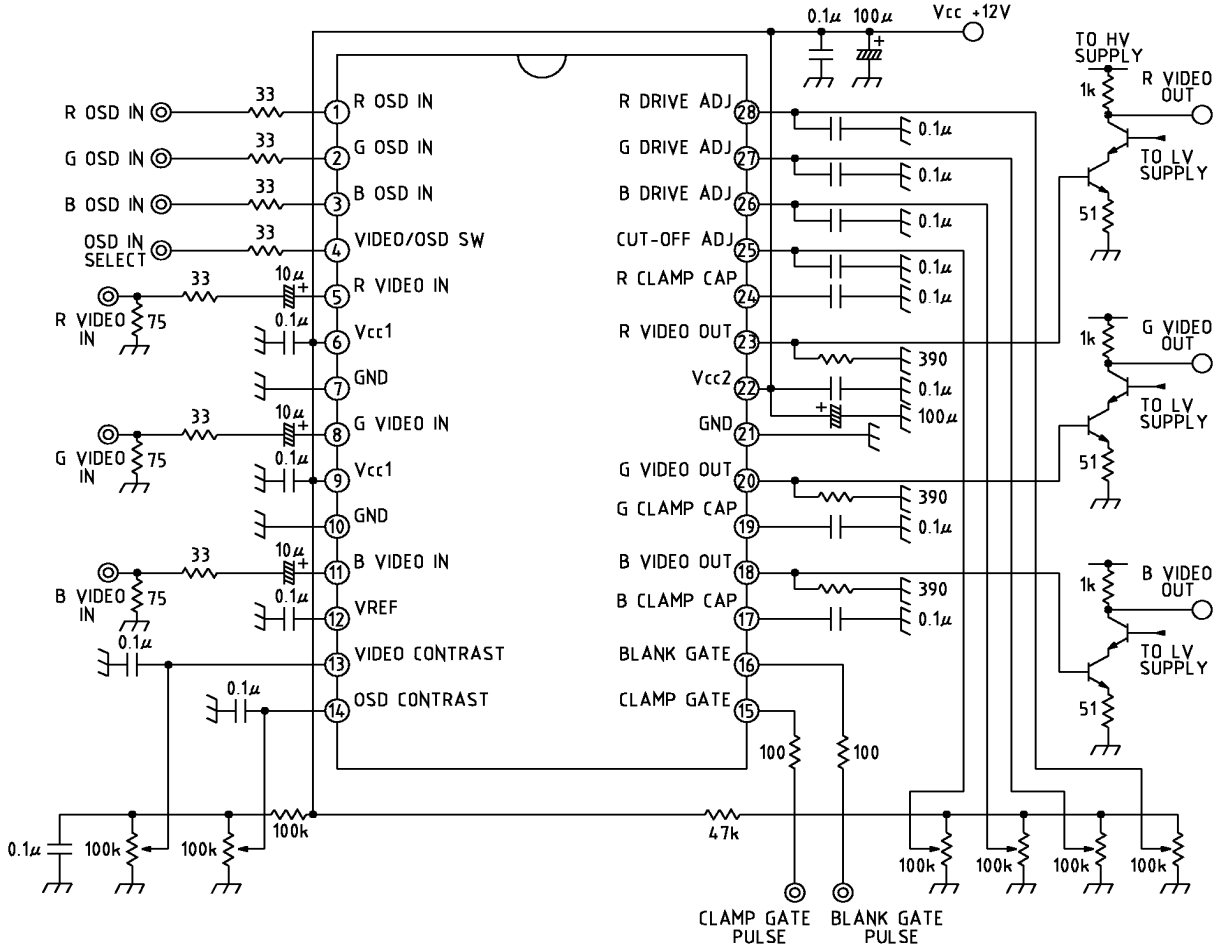 0.1μ 100μ Vcc +12V
TO HV
SUPPLY
1k
R VIDEO
OUT
TO LV
SUPPLY
51
R OSD IN 33 1 R OSD IN
G OSD IN 33 2 G OSD IN
B OSD IN 33 3 B OSD IN
OSD IN
SELECT
33 4 VIDEO/OSD SW
R VIDEO
IN
75 33 10μ + 5 R VIDEO IN
0.1μ 6 Vcc1
7 GND
G VIDEO
IN
75 33 10μ + 8 G VIDEO IN
0.1μ 9 Vcc1
10 GND
B VIDEO
IN
75 33 10μ + 11 B VIDEO IN
0.1μ 12 VREF
0.1μ 13 VIDEO CONTRAST
0.1μ 14 OSD CONTRAST
R DRIVE ADJ 28 0.1μ
G DRIVE ADJ 27 0.1μ
B DRIVE ADJ 26 0.1μ
CUT-OFF ADJ 25 0.1μ
R CLAMP CAP 24 0.1μ
R VIDEO OUT 23 390
Vcc2 22 0.1μ
+ 100μ
GND 21
G VIDEO OUT 20 390
G CLAMP CAP 19 0.1μ
B VIDEO OUT 18 390
B CLAMP CAP 17 0.1μ
BLANK GATE 16
CLAMP GATE 15
100 100
1k
G VIDEO
OUT
TO LV
SUPPLY
51
1k
B VIDEO
OUT
TO LV
SUPPLY
51
0.1μ 100k 100k 100k 47k 100k 100k 100k 100k
CLAMP GATE
PULSE
BLANK GATE
PULSE